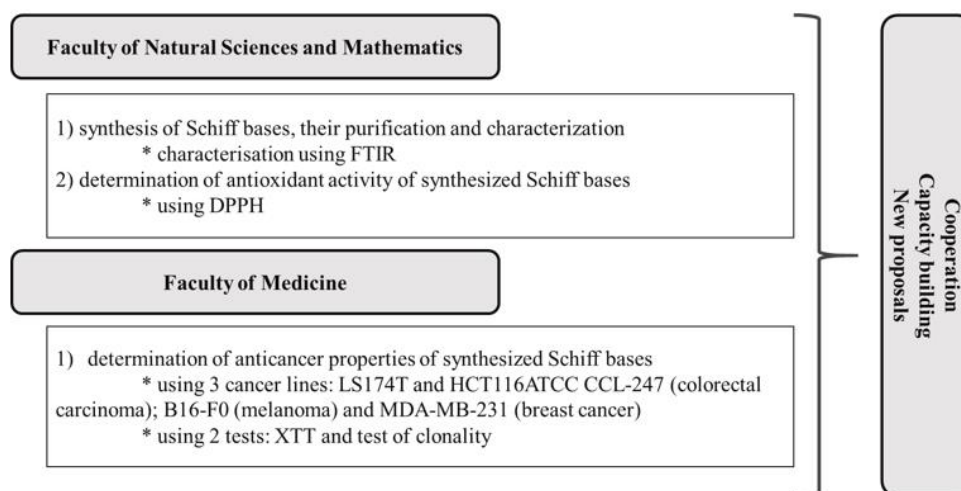 Faculty of Natural Sciences and Mathematics
1) synthesis of Schiff bases, their purification and characterization
* characterisation using FTIR
2) determination of antioxidant activity of synthesized Schiff bases
* using DPPH
Faculty of Medicine
1) determination of anticancer properties of synthesized Schiff bases
* using 3 cancer lines: LS174T and HCT116ATCC CCL-247 (colorectal
carcinoma); B16-F0 (melanoma) and MDA-MB-231 (breast cancer)
* using 2 tests: XTT and test of clonality
Cooperation
Capacity building
New proposals